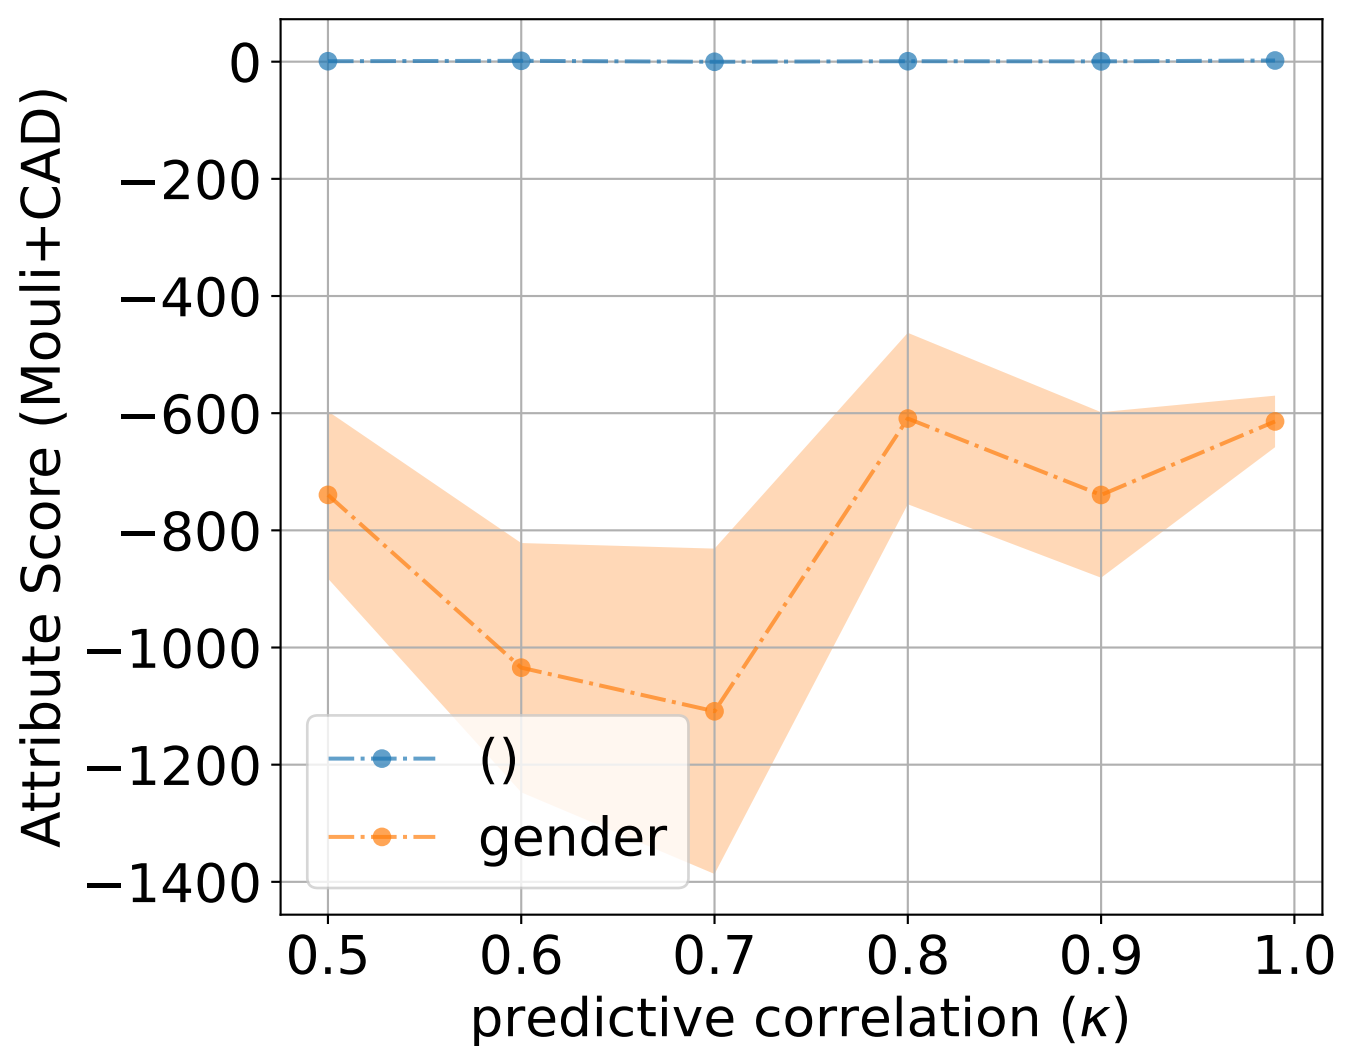 Attribute Score (Mouli+CAD)
0
−200
−400
−600
−800
−1000
−1200
−1400
()
gender
0.5 0.6 0.7 0.8 0.9 1.0
predictive correlation (κ)